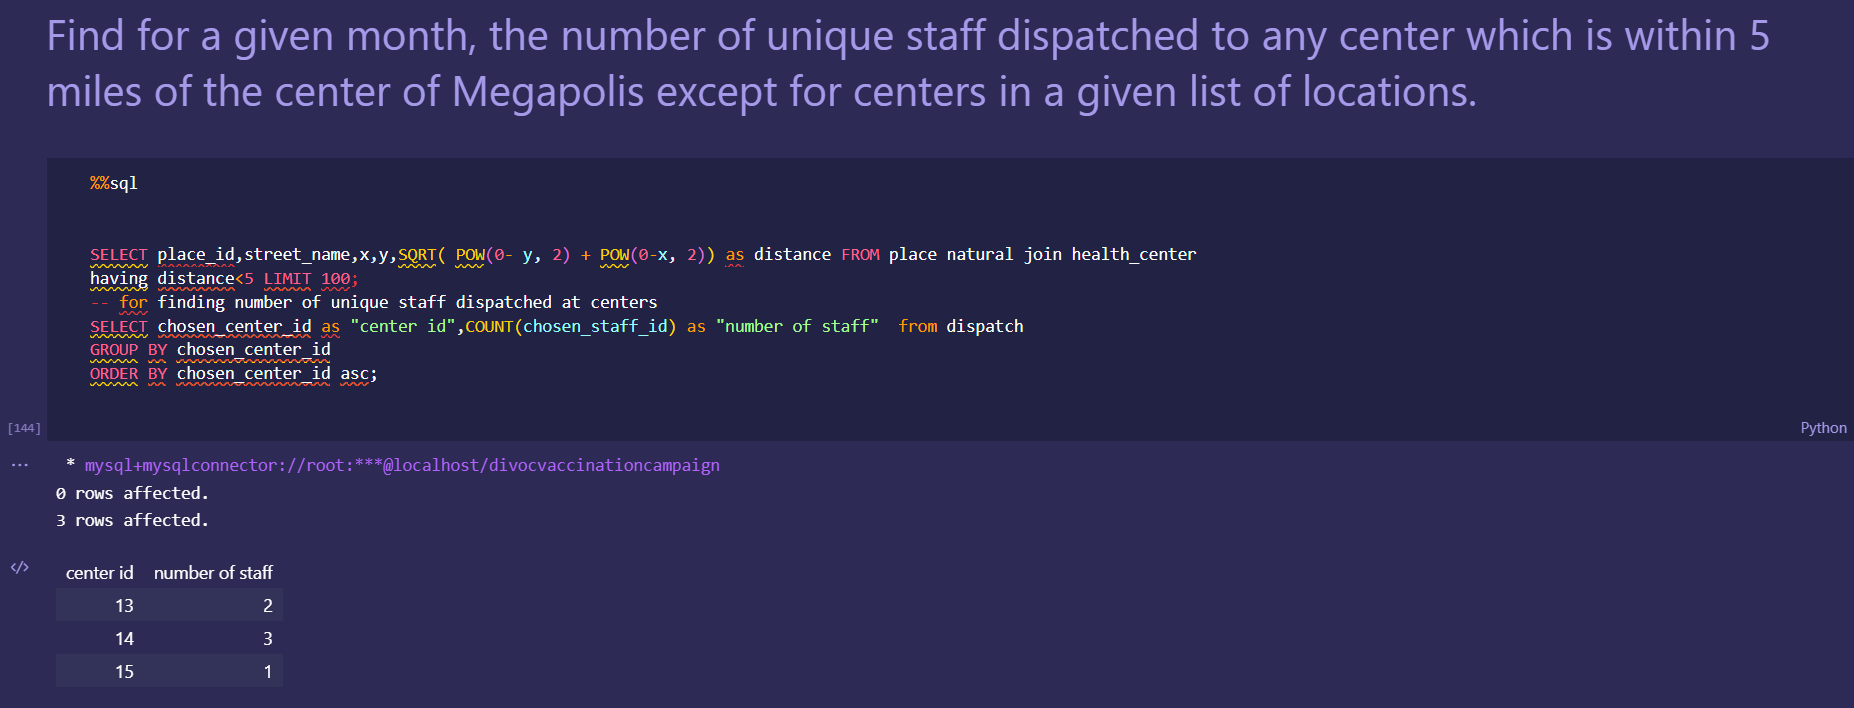 Find for a given month, the number of unique staff dispatched to any center which is within 5
miles of the center of Megapolis except for centers in a given list of locations.
%%sql
SELECT place_id,street_name,x,y,SQRT( POW(0- y, 2) + POW(0-x, 2)) as distance FROM place natural join health_center
having distance<5 LIMIT 100;
-- for finding number of unique staff dispatched at centers
SELECT chosen_center_id as "center id",COUNT(chosen_staff_id) as "number of staff"  from dispatch
GROUP BY chosen_center_id
ORDER BY chosen_center_id asc;
[144]
Python
... * mysql+mysqlconnector://root:***@localhost/divocvaccinationcampaign
0 rows affected.
3 rows affected.
</> center id number of staff
13 2
14 3
15 1